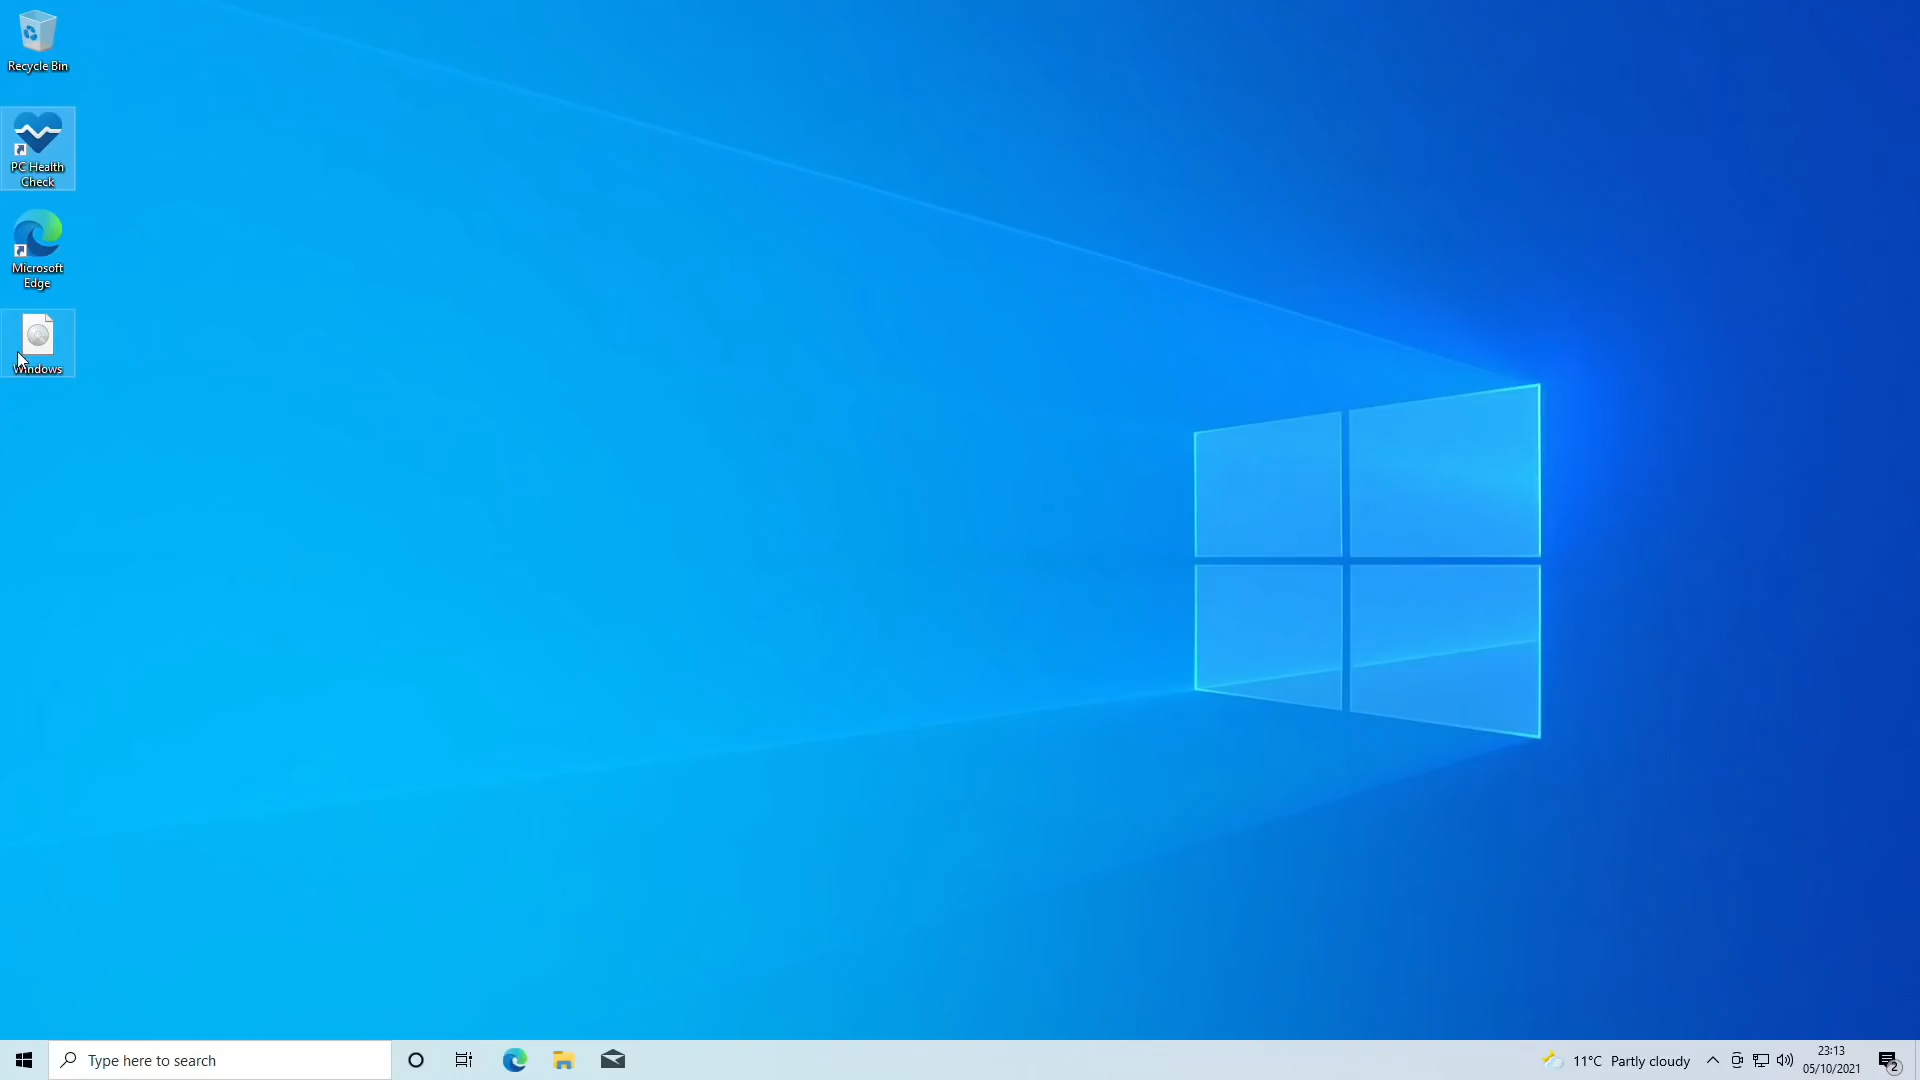 Recycle Bin
PC Health
Check
Microsoft
Edge
Windows
Type here to search
11°C Partly cloudy
23:13
05/10/2021
2